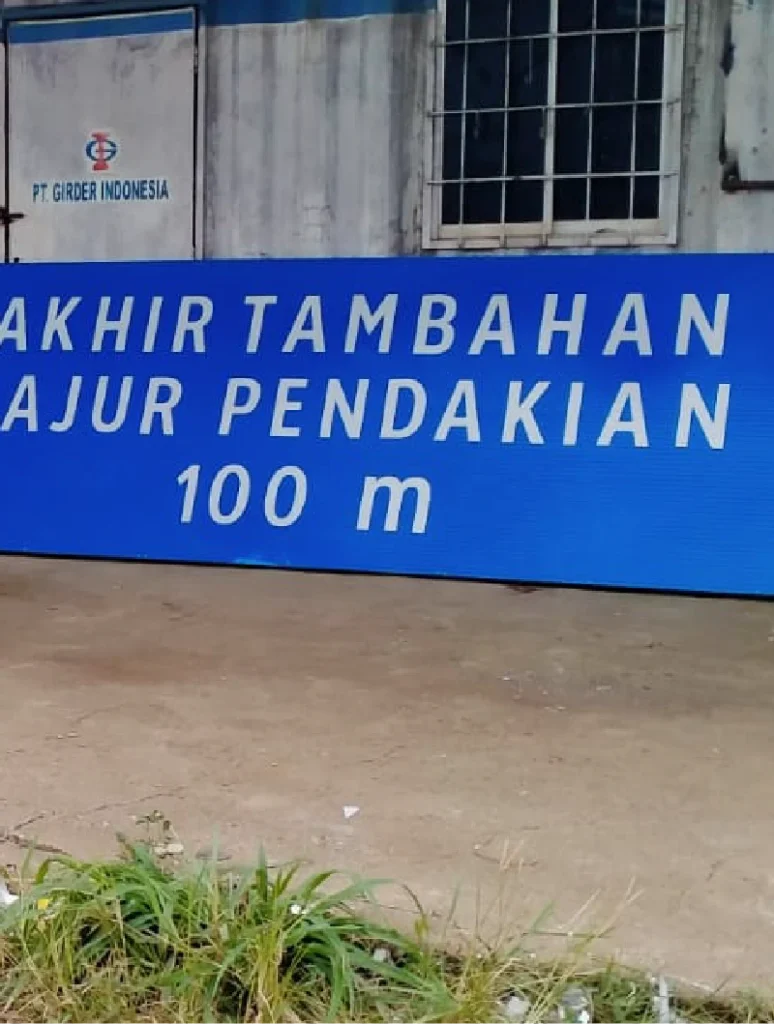 PT. GIRDER INDONESIA
AKHIR TAMBAHAN
AJUR PENDAKIAN
100 m